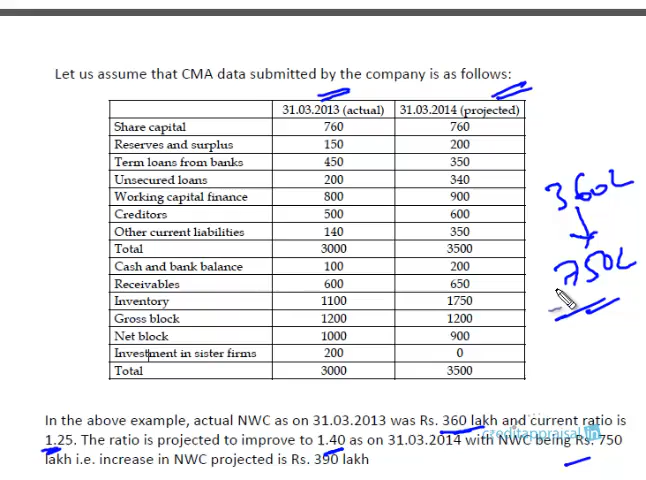 Let us assume that CMA data submitted by the company is as follows:
31.03.2013 (actual) 31.03.2014 (projected)
Share capital 760 760
Reserves and surplus 150 200
Term loans from banks 450 350
Unsecured loans 200 340
Working capital finance 800 900
Creditors 500 600
Other current liabilities 140 350
Total 3000 3500
Cash and bank balance 100 200
Receivables 600 650
Inventory 1100 1750
Gross block 1200 1200
Net block 1000 900
Investment in sister firms 200 0
Total 3000 3500
360L
750L
In the above example, actual NWC as on 31.03.2013 was Rs. 360 lakh and current ratio is
creditappraisal in
1.25. The ratio is projected to improve to 1.40 as on 31.03.2014 with NWC being Rs. 750
lakh i.e. increase in NWC projected is Rs. 390 lakh